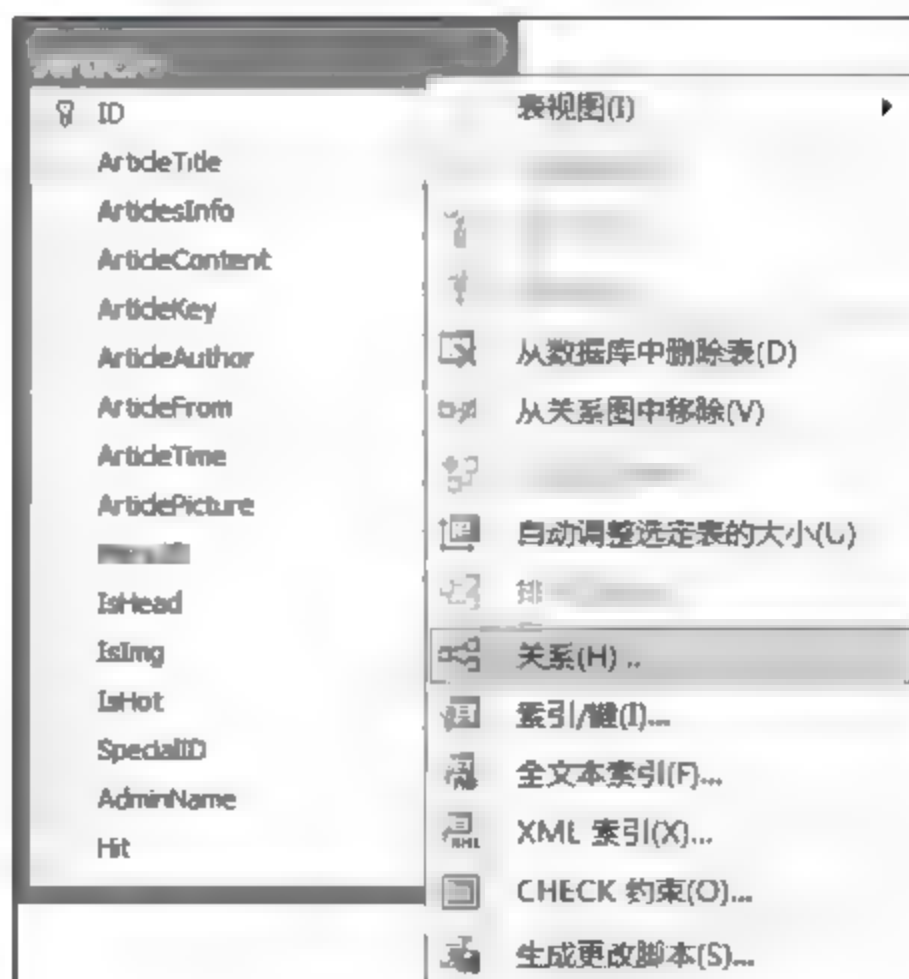 ID
ArticleTitle
ArticlesInfo
ArticleContent
ArticleKey
ArticleAuthor
ArticleFrom
ArticleTime
ArticlePicture
IsHead
IsImg
IsHot
SpecialID
AdminName
Hit
表视图(I)
从数据库中删除表(D)
从关系图中移除(V)
自动调整选定表的大小(U)
排
关系(H)...
索引/键(I)...
全文本索引(F)...
XML 索引(X)...
CHECK 约束(O)...
生成更改脚本(S)...